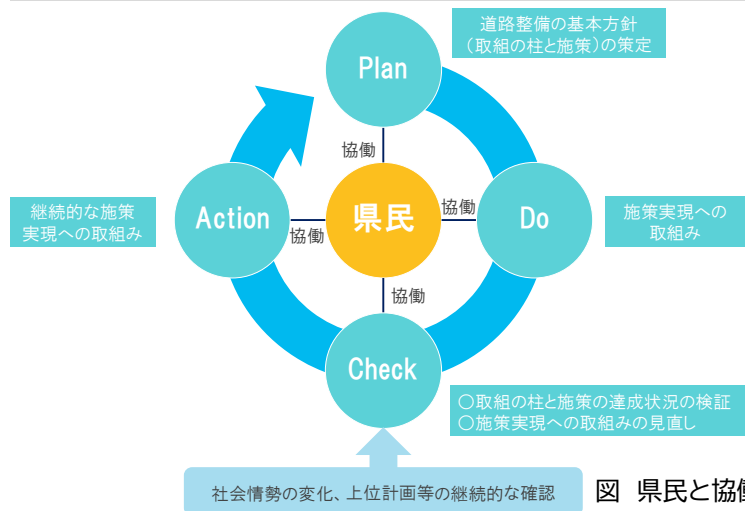 道路整備の基本方針
（取組の柱と施策）の策定
Plan
協働
継続的な施策
実現への取組み
Action
協働
県民
協働
Do
施策実現への
取組み
協働
Check
○取組の柱と施策の達成状況の検証
○施策実現への取組みの見直し
社会情勢の変化、上位計画等の継続的な確認
図 県民と協働